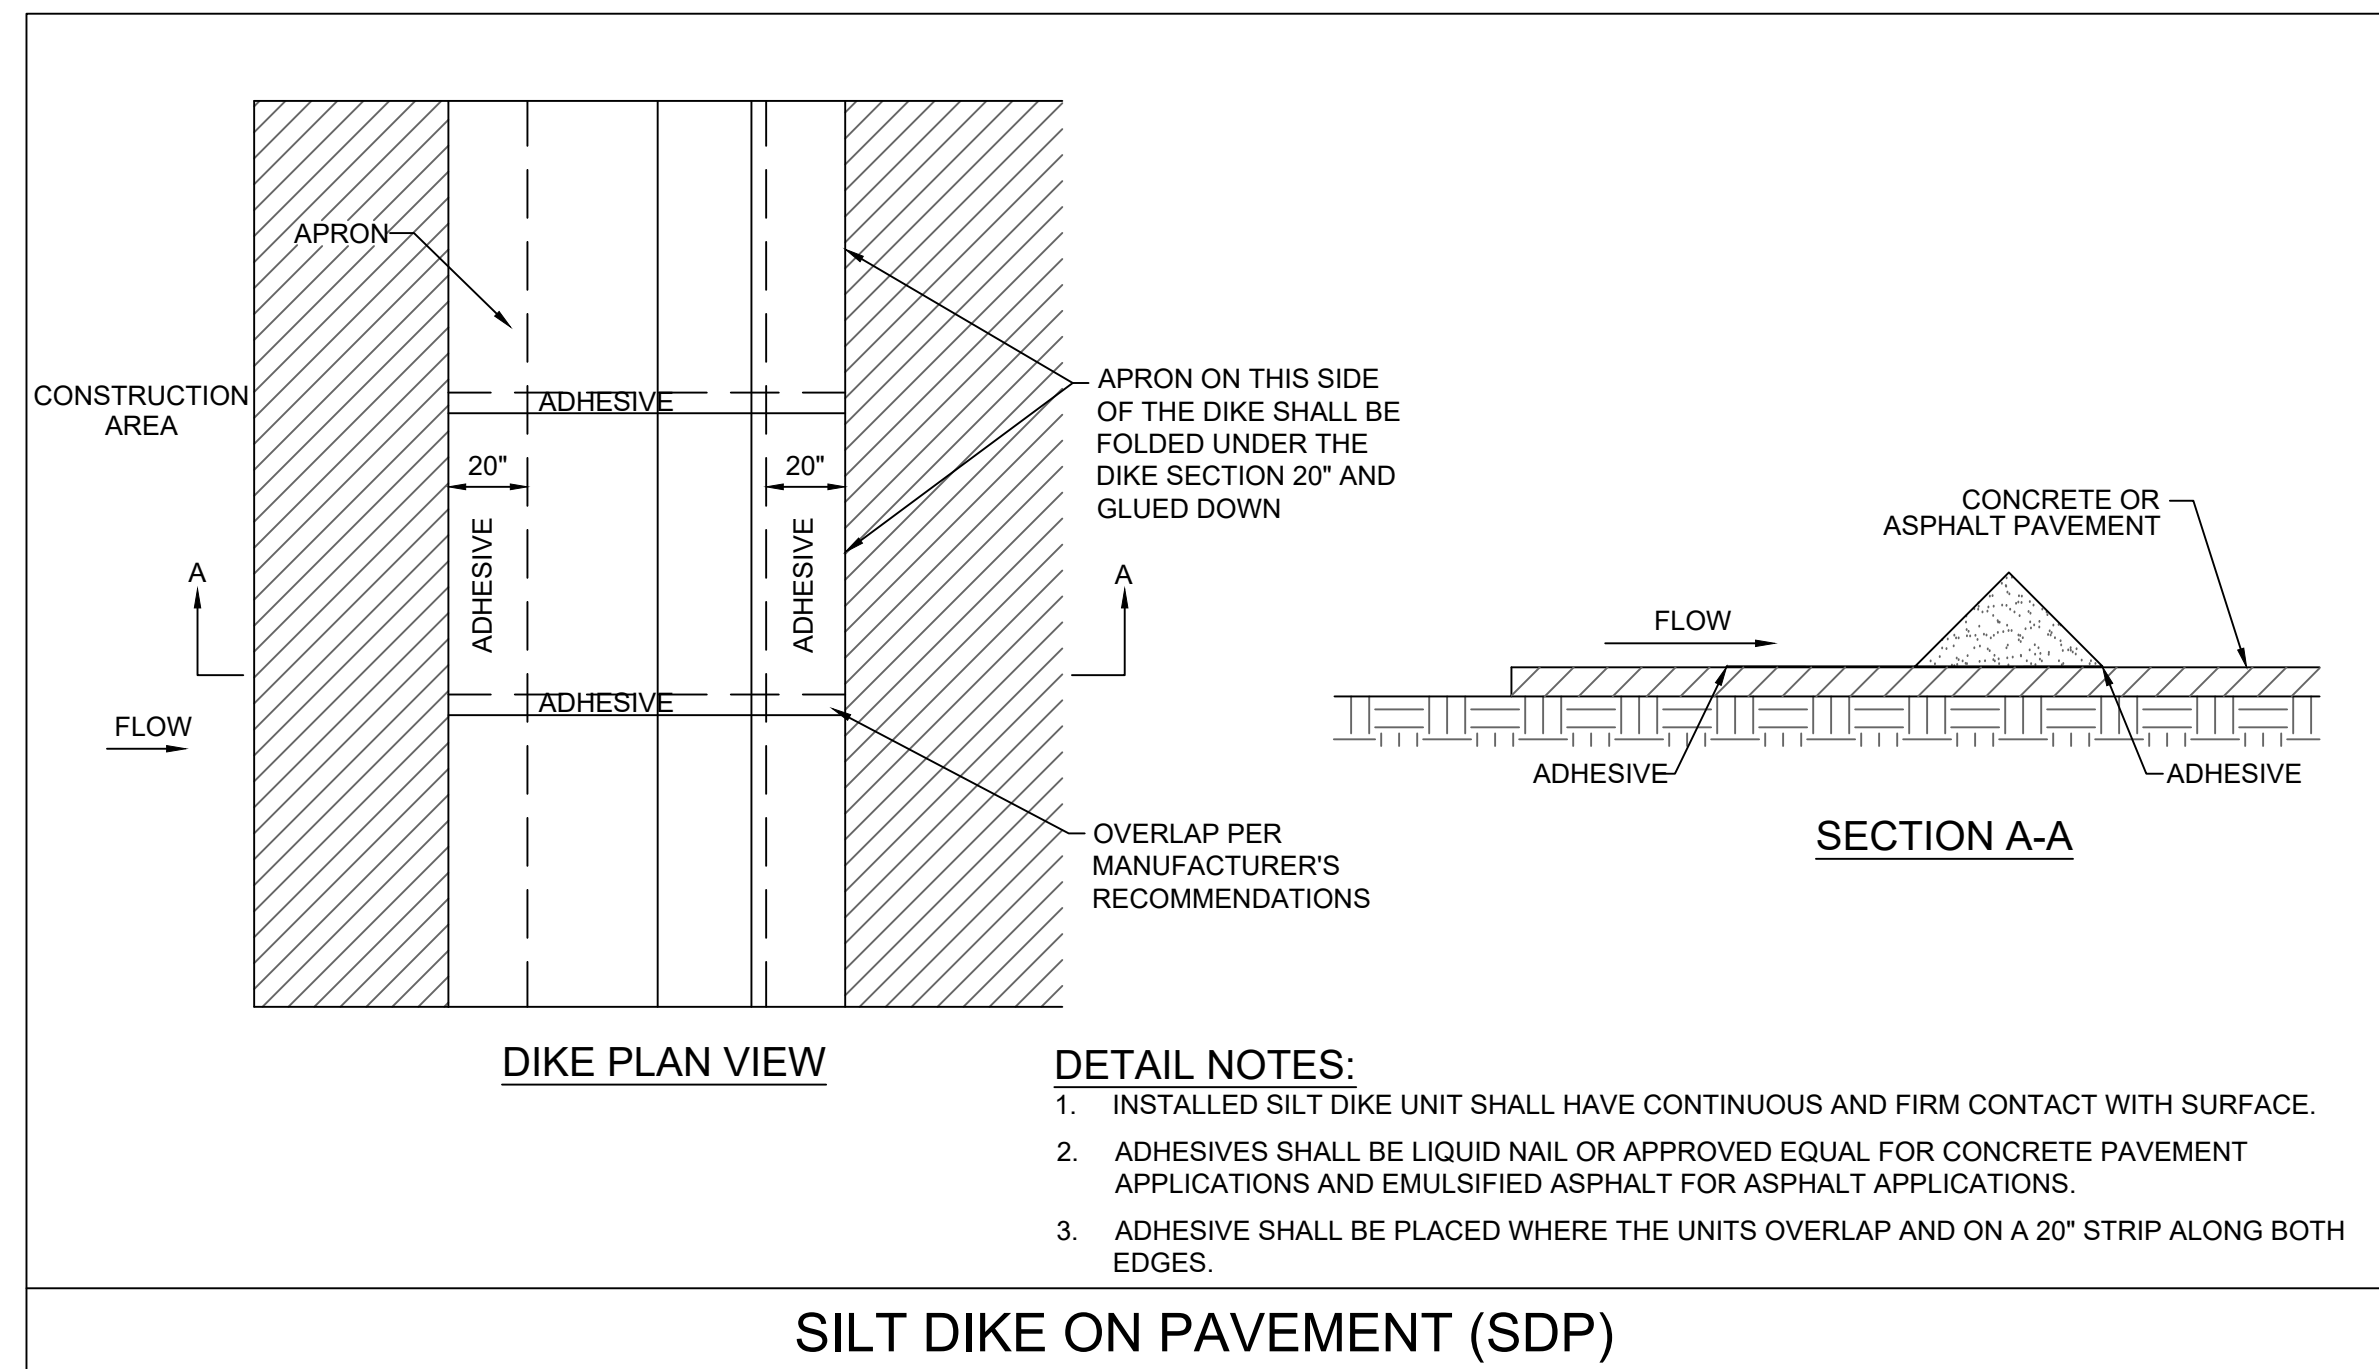 APRON
CONSTRUCTION
AREA
ADHESIVE
20"
20"
ADHESIVE
ADHESIVE
A
A
ADHESIVE
FLOW
APRON ON THIS SIDE
OF THE DIKE SHALL BE
FOLDED UNDER THE
DIKE SECTION 20" AND
GLUED DOWN
OVERLAP PER
MANUFACTURER'S
RECOMMENDATIONS
DIKE PLAN VIEW
CONCRETE OR
ASPHALT PAVEMENT
FLOW
ADHESIVE
ADHESIVE
SECTION A-A
DETAIL NOTES:
1. INSTALLED SILT DIKE UNIT SHALL HAVE CONTINUOUS AND FIRM CONTACT WITH SURFACE.
2. ADHESIVES SHALL BE LIQUID NAIL OR APPROVED EQUAL FOR CONCRETE PAVEMENT
APPLICATIONS AND EMULSIFIED ASPHALT FOR ASPHALT APPLICATIONS.
3. ADHESIVE SHALL BE PLACED WHERE THE UNITS OVERLAP AND ON A 20" STRIP ALONG BOTH
EDGES.
SILT DIKE ON PAVEMENT (SDP)